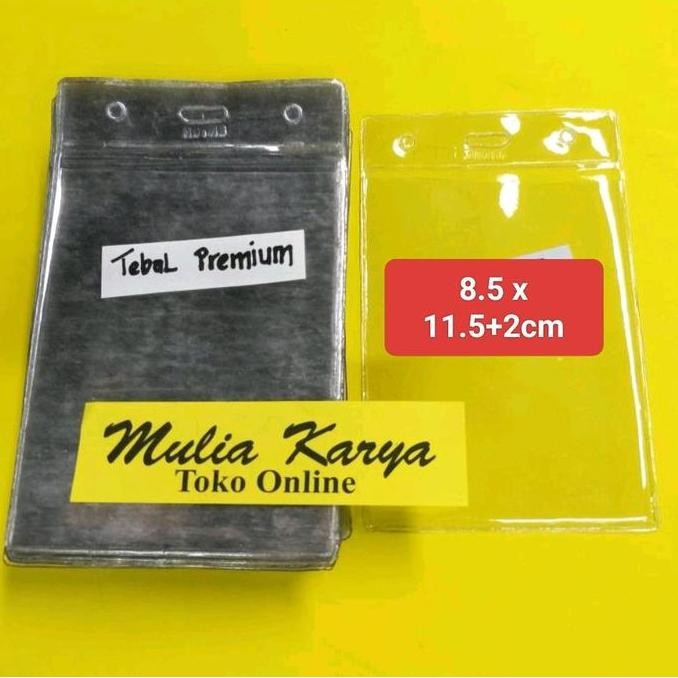 Tebal Premium
8.5 x
11.5+2cm
Mulia Karya
Toko Online